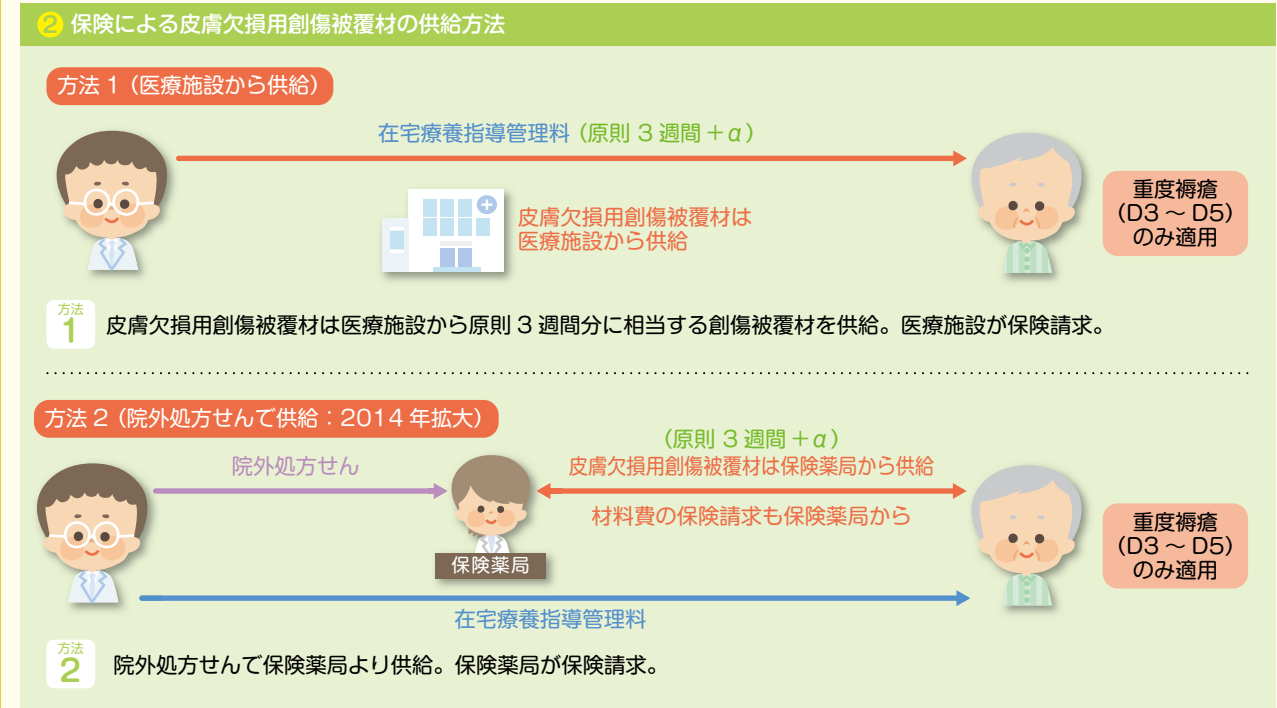 2 保険による皮膚欠損用創傷被覆材の供給方法
方法 1（医療施設から供給）
在宅療養指導管理料（原則 3 週間＋α）
皮膚欠損用創傷被覆材は
医療施設から供給
重度褥瘡
（D3 ～ D5）
のみ適用
方法
1
皮膚欠損用創傷被覆材は医療施設から原則 3 週間分に相当する創傷被覆材を供給。医療施設が保険請求。
方法 2（院外処方せんで供給：2014 年拡大）
院外処方せん
（原則 3 週間＋α）
皮膚欠損用創傷被覆材は保険薬局から供給
材料費の保険請求も保険薬局から
保険薬局
在宅療養指導管理料
重度褥瘡
（D3 ～ D5）
のみ適用
方法
2
院外処方せんで保険薬局より供給。保険薬局が保険請求。